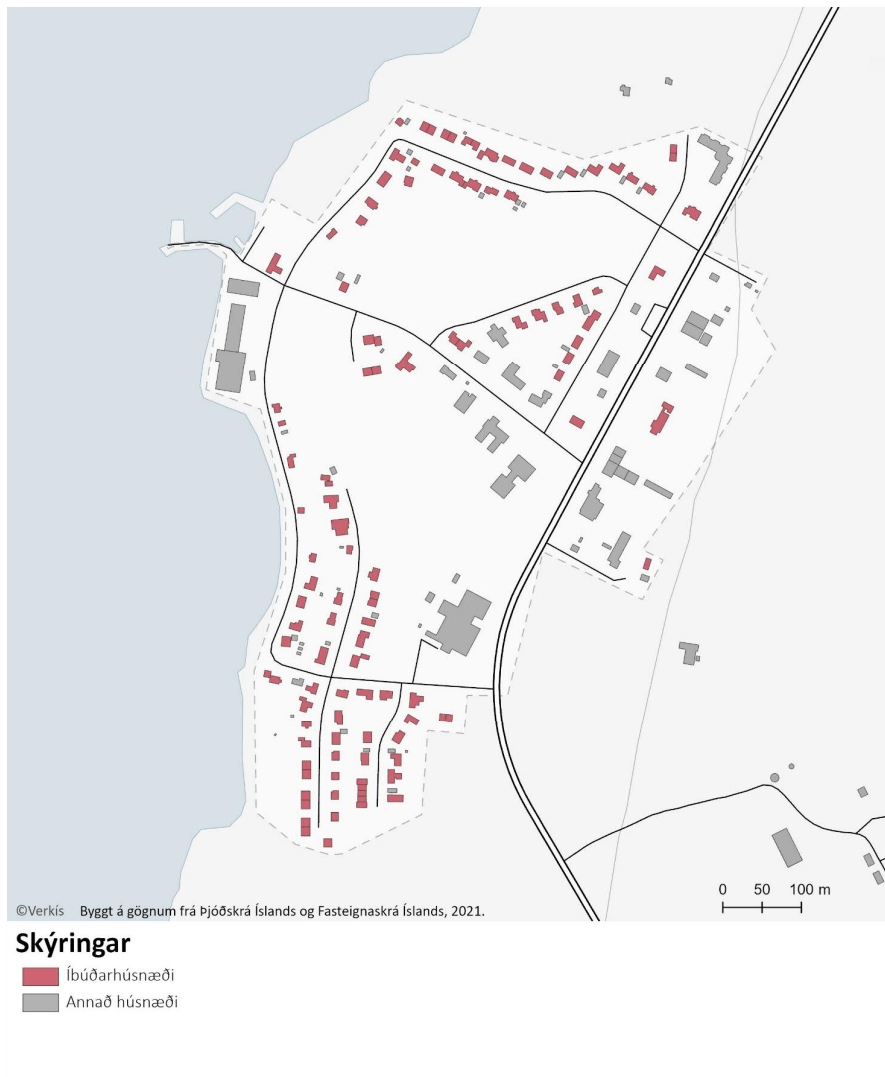 0 50 100 m
©Verkís Byggt á gögnum frá Þjóðskrá Íslands og Fasteignaskrá Íslands, 2021.
Skýringar
Íbúðarhúsnæði
Annað húsnæði